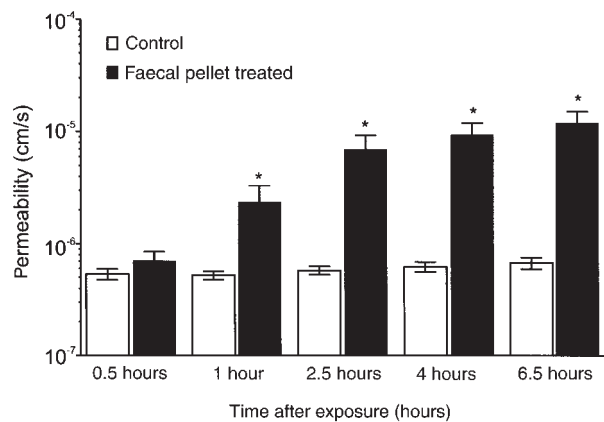 10-4
Control
Faecal pellet treated
* * * *
10-5
Permeability (cm/s)
10-6
10-7
0.5 hours 1 hour 2.5 hours 4 hours 6.5 hours
Time after exposure (hours)